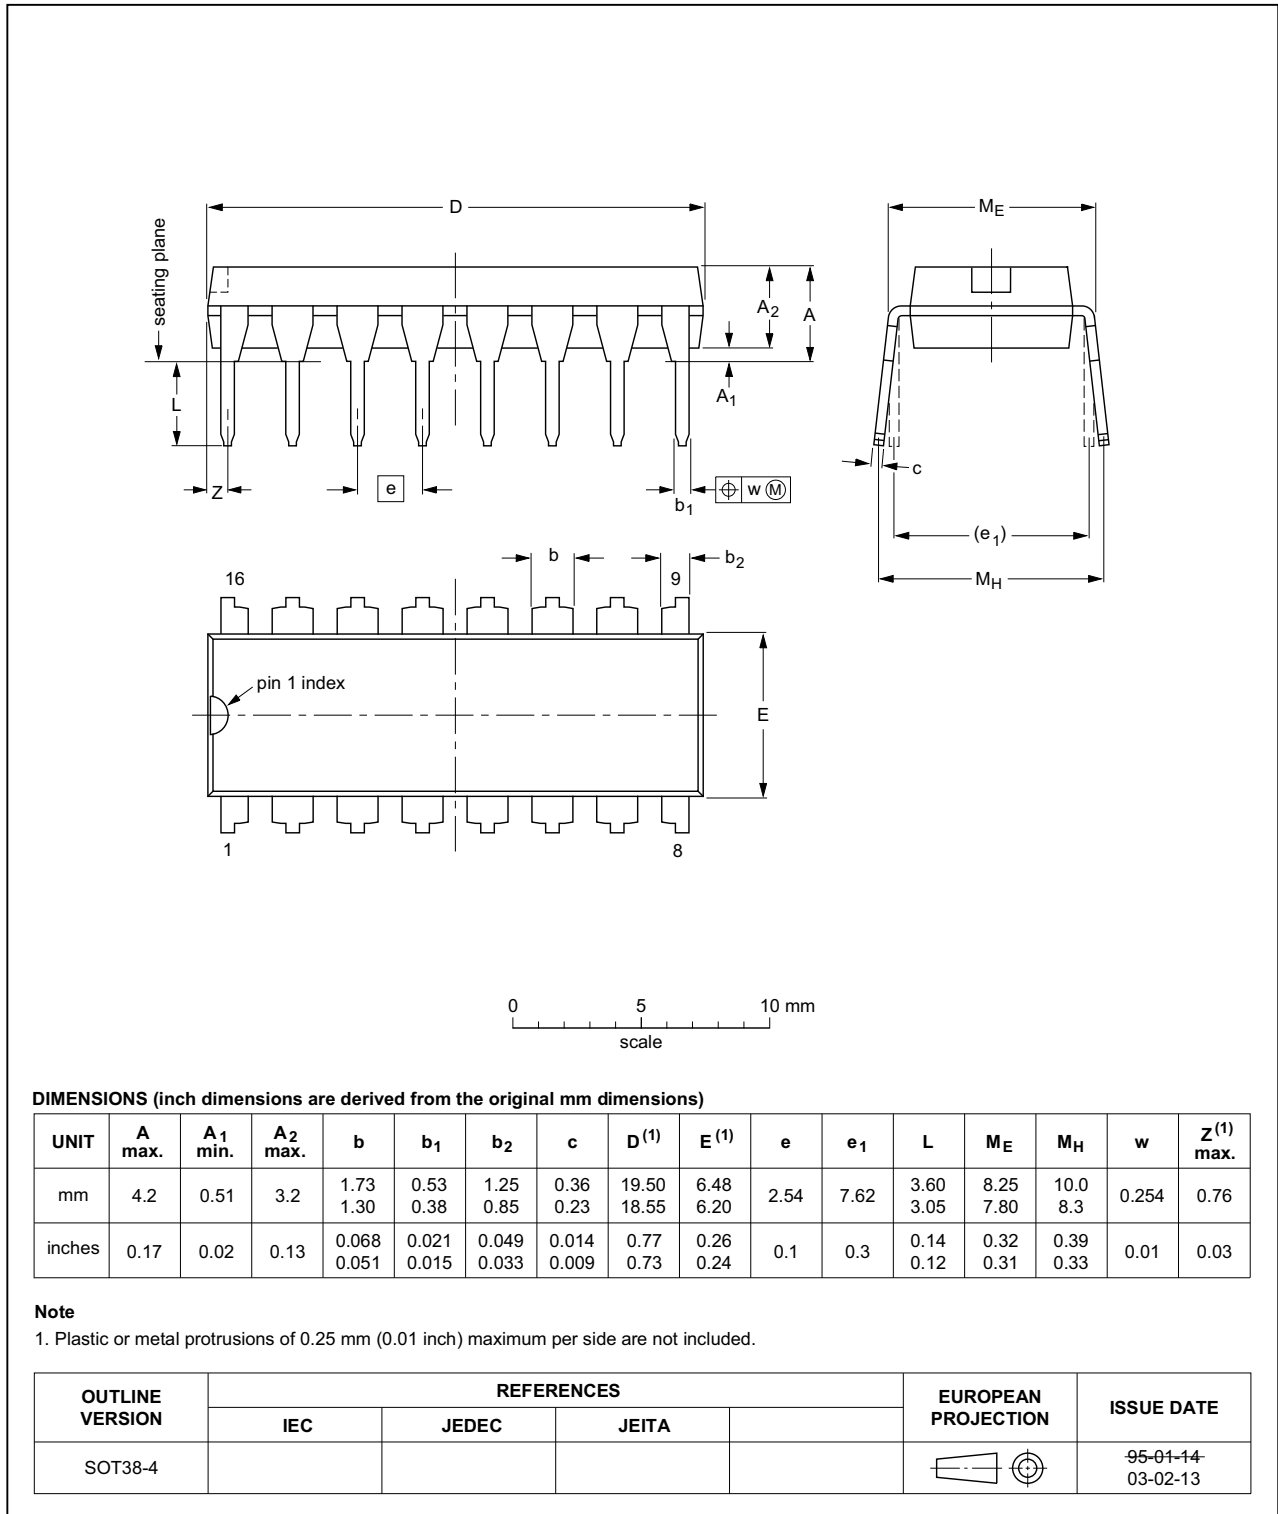 D
M_E
seating plane
A_2
A
A_1
L
Z
e
b_1
w Ⓜ
c
(e_1)
M_H
b
b_2
16
9
pin 1 index
E
1
8
0 5 10 mm
scale
DIMENSIONS (inch dimensions are derived from the original mm dimensions)
UNIT A max. A_1 min. A_2 max. b b_1 b_2 c D(1) E(1) e e_1 L M_E M_H w Z(1) max.
mm 4.2 0.51 3.2 1.73 1.30 0.53 0.38 1.25 0.85 0.36 0.23 19.50 18.55 6.48 6.20 2.54 7.62 3.60 3.05 8.25 7.80 10.0 8.3 0.254 0.76
inches 0.17 0.02 0.13 0.068 0.051 0.021 0.015 0.049 0.033 0.014 0.009 0.77 0.73 0.26 0.24 0.1 0.3 0.14 0.12 0.32 0.31 0.39 0.33 0.01 0.03
Note
1. Plastic or metal protrusions of 0.25 mm (0.01 inch) maximum per side are not included.
OUTLINE VERSION REFERENCES EUROPEAN PROJECTION ISSUE DATE
IEC JEDEC JEITA
SOT38-4 95-01-14
03-02-13